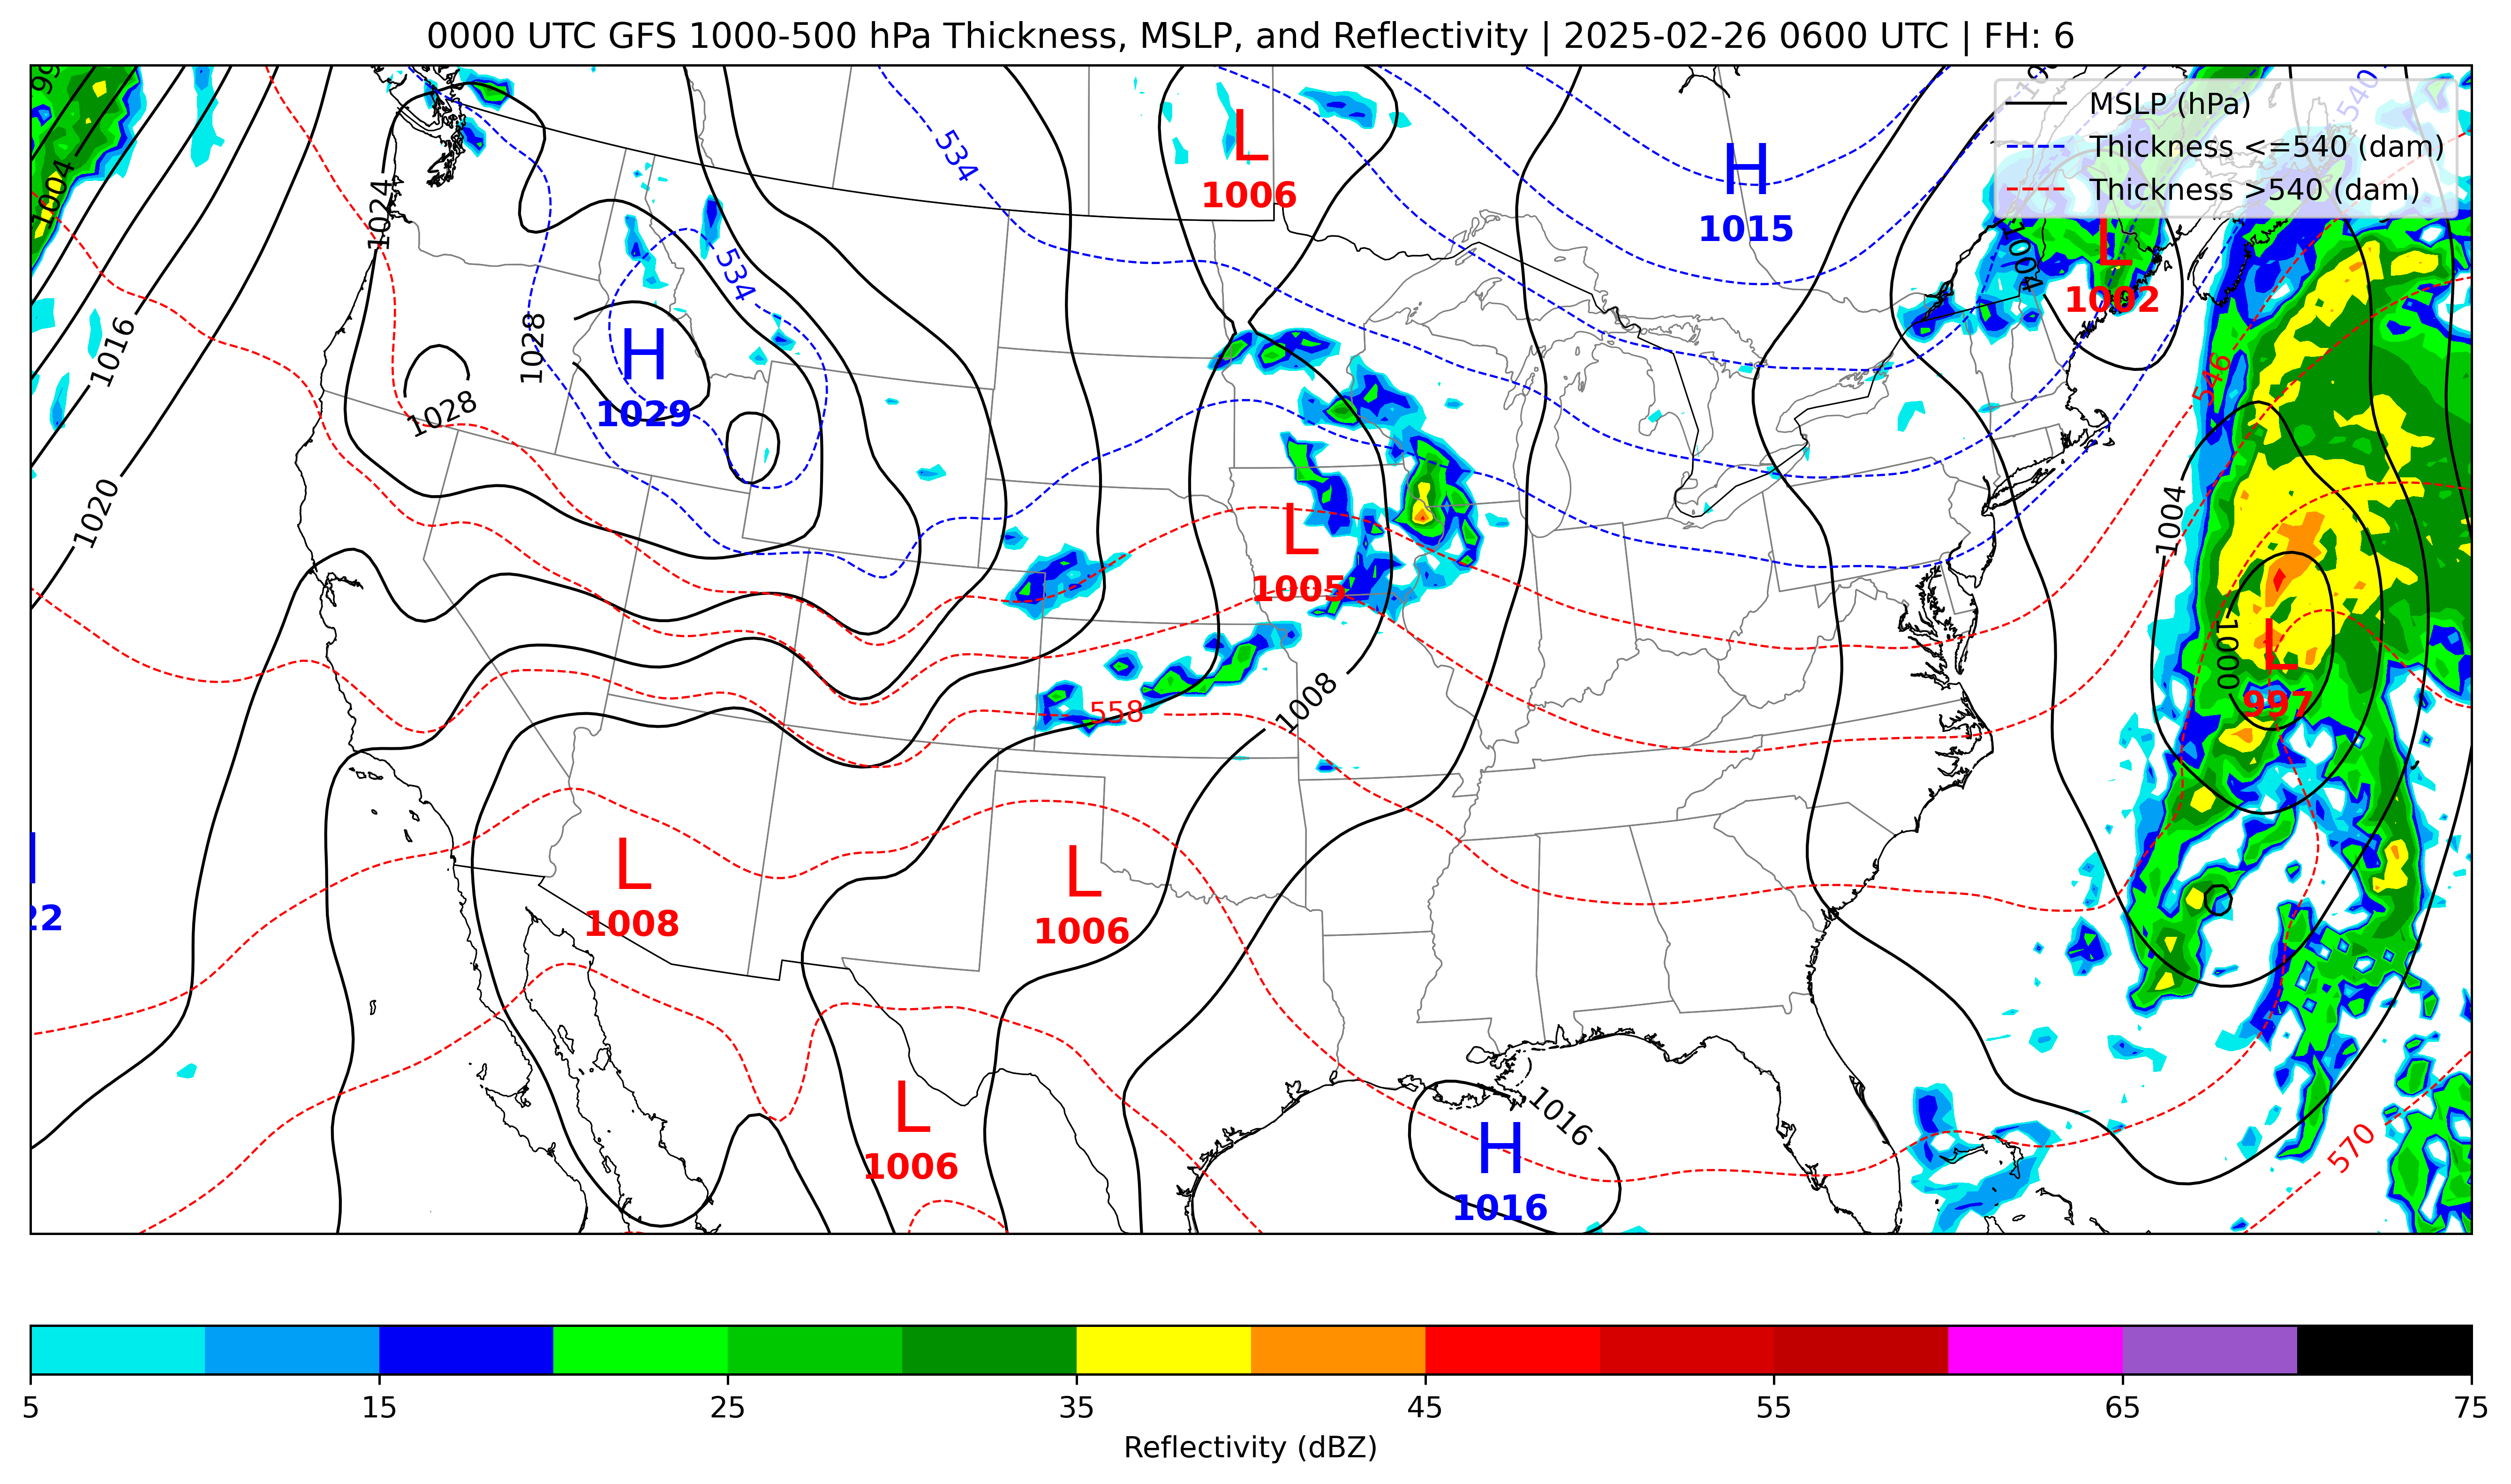 0000 UTC GFS 1000-500 hPa Thickness, MSLP, and Reflectivity | 2025-02-26 0600 UTC | FH: 6
MSLP (hPa)
Thickness <=540 (dam)
Thickness >540 (dam)
540
534
L
1006
H
1015
1004
1024
1004
L
1002
534
1016
1028
H
1029
1028
546
1020
1004
L
1005
1000
L
997
558
1008
L
1008
L
1006
22
L
1006
1016
H
1016
570
5
15
25
35
45
55
65
75
Reflectivity (dBZ)